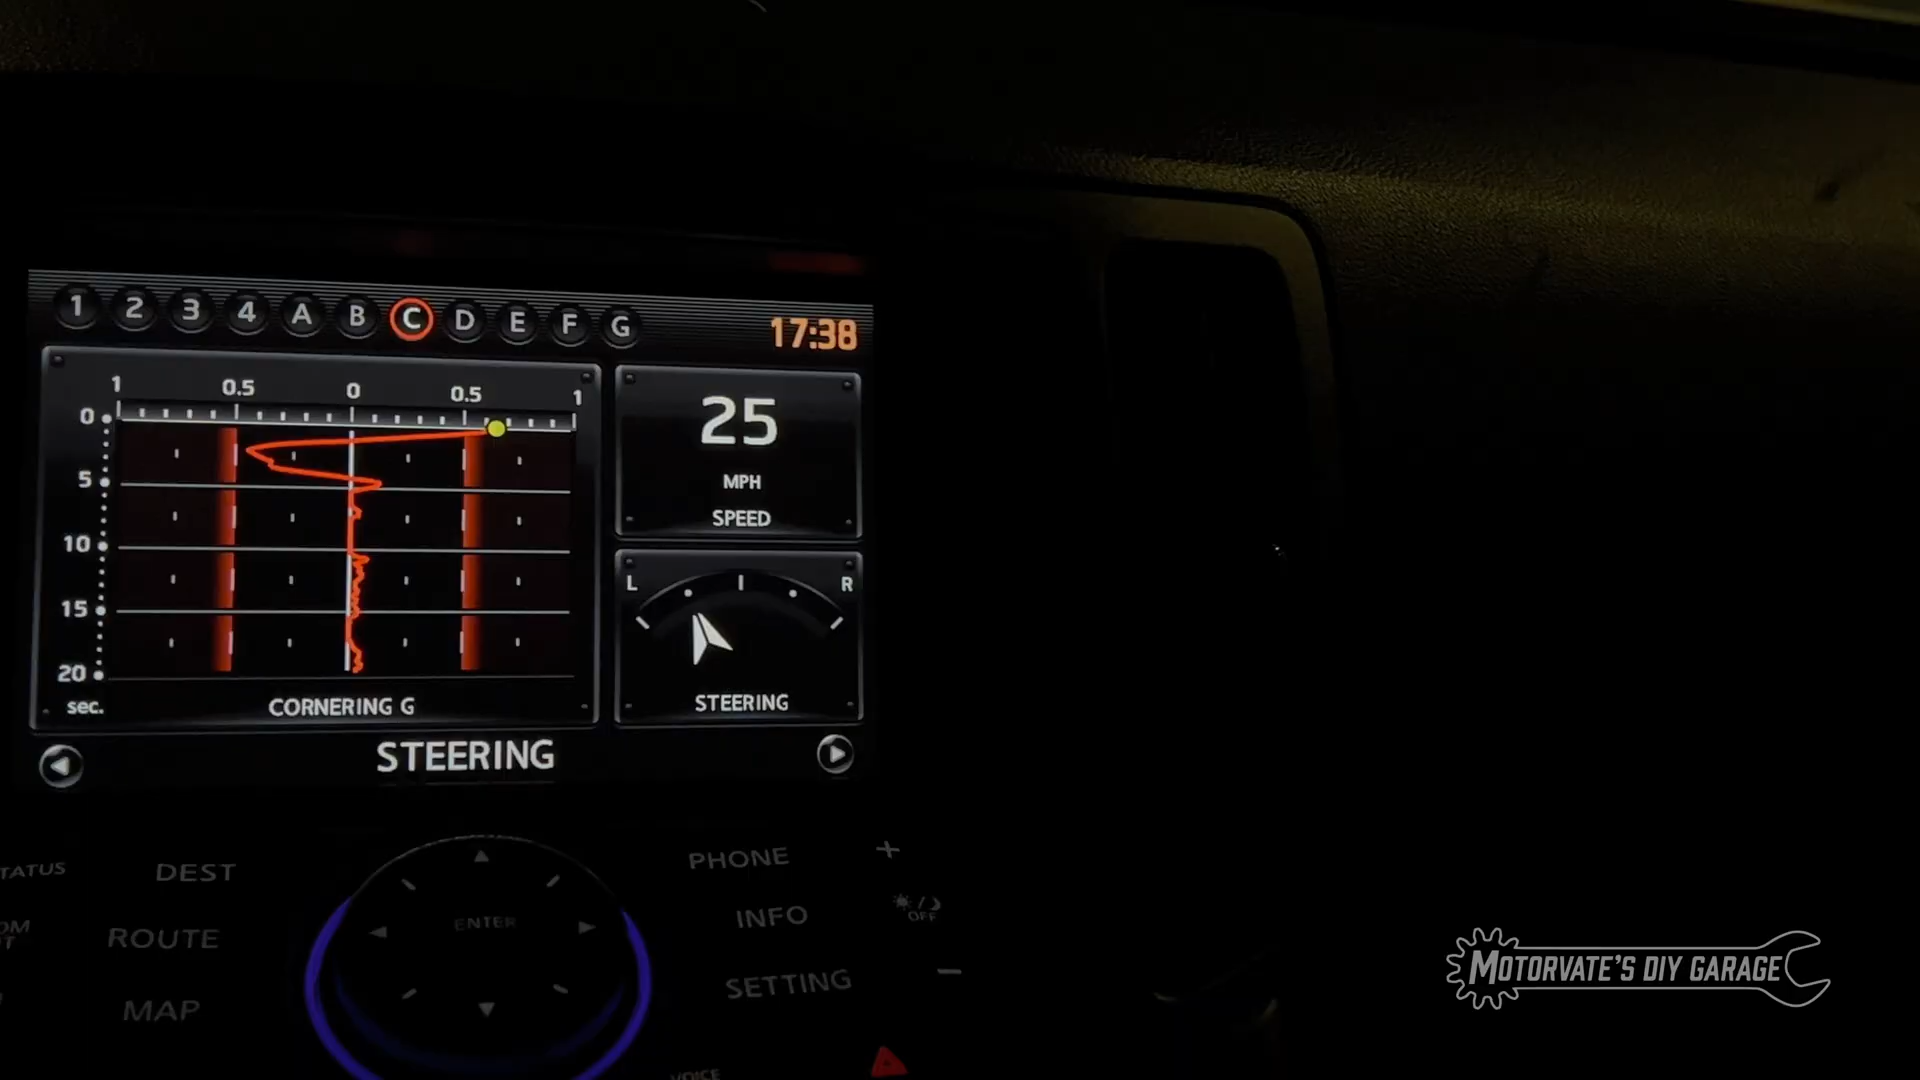 1 2 3 4 A B C D E F G
17:38
1 0.5 0 0.5 1
0
5
10
15
20
sec.
CORNERING G
25
MPH
SPEED
L R
STEERING
STEERING
TATUS DEST
ROUTE
MAP
ENTER
PHONE +
INFO
OFF
SETTING -
VOICE
MOTORVATE'S DIY GARAGE